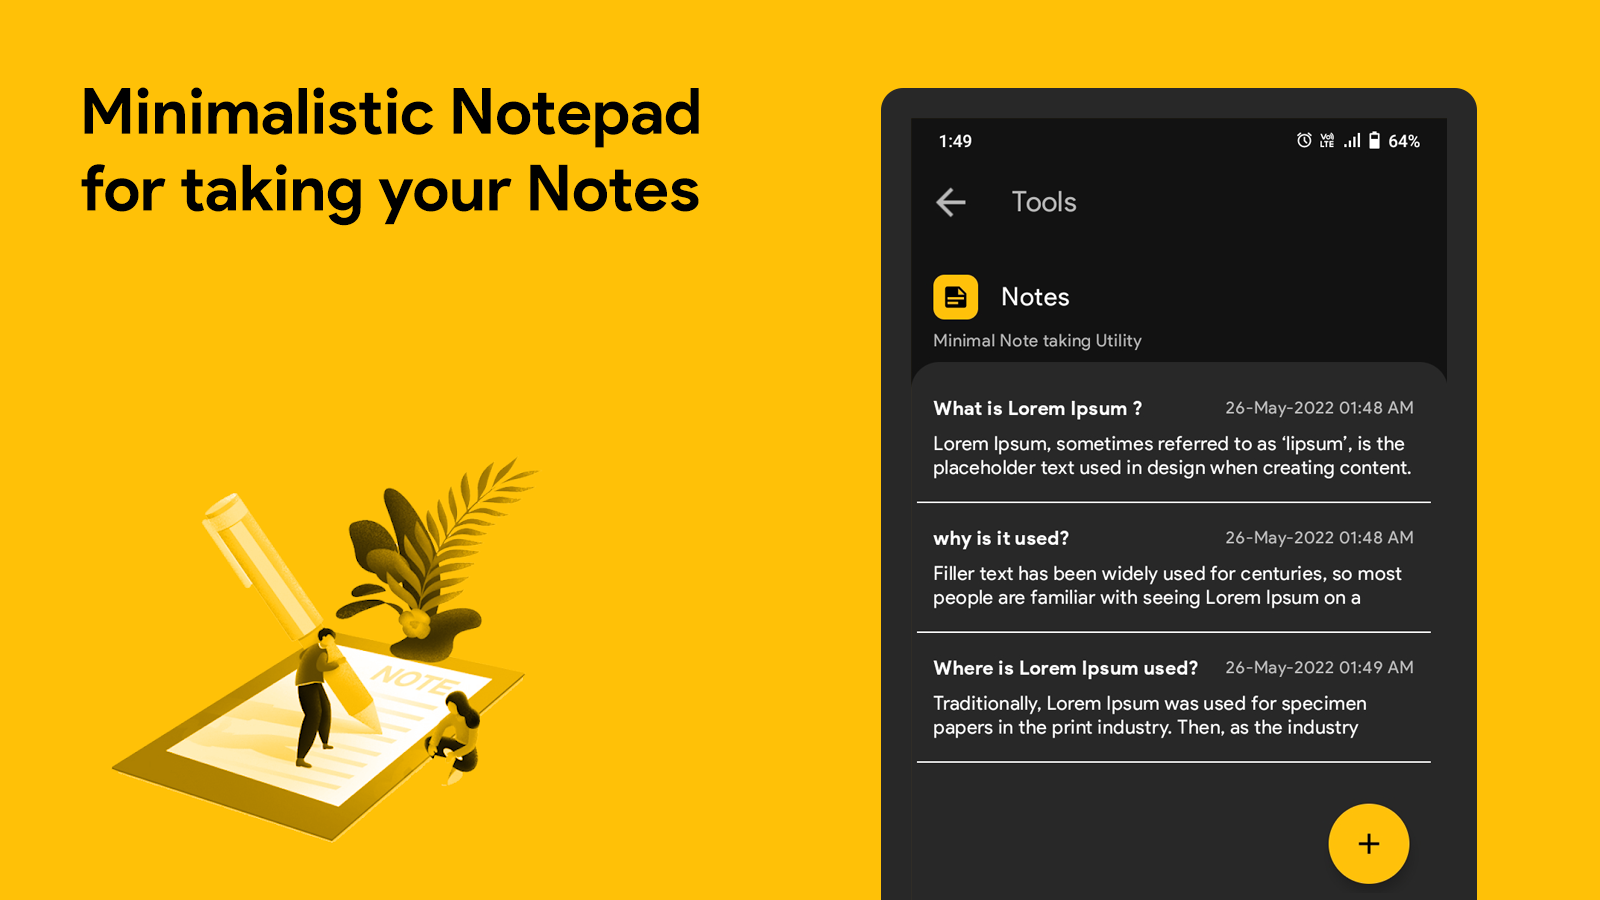 Minimalistic Notepad
for taking your Notes
NOTE
1:49
Vo) LTE 64%
Tools
Notes
Minimal Note taking Utility
What is Lorem Ipsum ? 26-May-2022 01:48 AM
Lorem Ipsum, sometimes referred to as ‘lipsum’, is the
placeholder text used in design when creating content.
why is it used? 26-May-2022 01:48 AM
Filler text has been widely used for centuries, so most
people are familiar with seeing Lorem Ipsum on a
Where is Lorem Ipsum used? 26-May-2022 01:49 AM
Traditionally, Lorem Ipsum was used for specimen
papers in the print industry. Then, as the industry
+